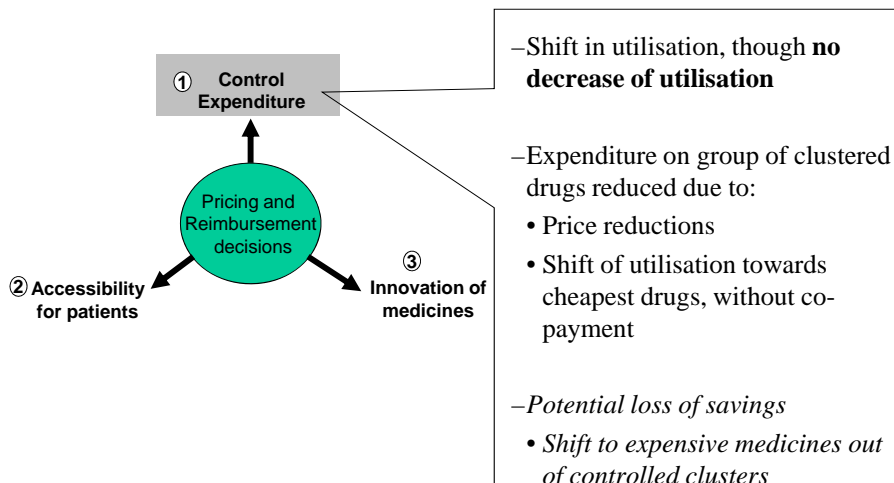 ① Control
Expenditure
Pricing and
Reimbursement
decisions
② Accessibility
for patients
③
Innovation of
medicines
–Shift in utilisation, though no
decrease of utilisation
–Expenditure on group of clustered
drugs reduced due to:
• Price reductions
• Shift of utilisation towards
cheapest drugs, without co-
payment
–Potential loss of savings
• Shift to expensive medicines out
of controlled clusters